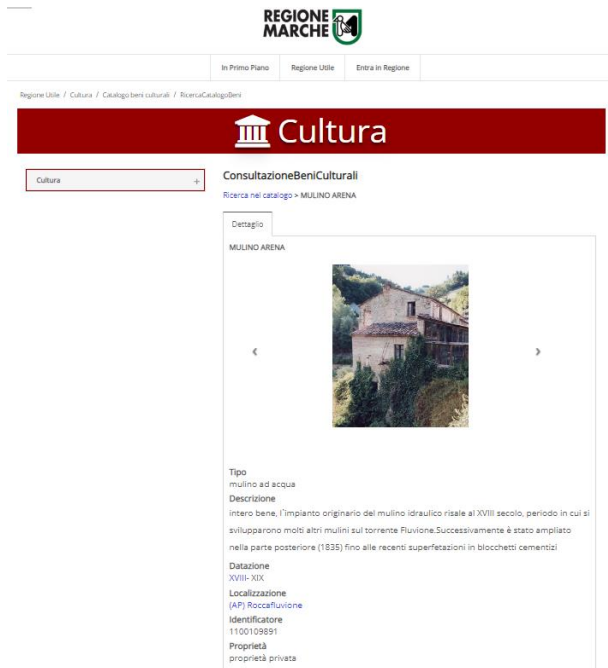 REGIONE
MARCHE
In Primo Piano
Regione Utile
Entra in Regione
Regione Utile / Cultura / Catalogo beni culturali / RicercaCatalogoBeni
Cultura
Cultura +
ConsultazioneBeniCulturali
Ricerca nel catalogo > MULINO ARENA
Dettaglio
MULINO ARENA
‹ ›
Tipo
mulino ad acqua
Descrizione
intero bene, l`impianto originario del mulino idraulico risale al XVIII secolo, periodo in cui si
svilupparono molti altri mulini sul torrente Fluvione.Successivamente è stato ampliato
nella parte posteriore (1835) fino alle recenti superfetazioni in blocchetti cementizi
Datazione
XVIII- XIX
Localizzazione
(AP) Roccafluvione
Identificatore
1100109891
Proprietà
proprietà privata